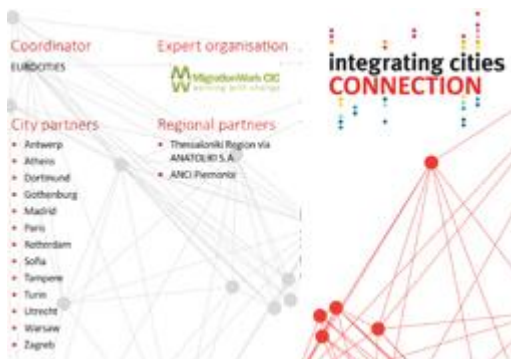 Coordinator
EUROCITIES
Expert organisation
MigrationWork CIC
working with change
City partners
Antwerp
Athens
Dortmund
Gothenburg
Madrid
Paris
Rotterdam
Sofia
Tampere
Turin
Utrecht
Warsaw
Zagreb
Regional partners
Thessaloniki Region via
ANATOLIKI S.A.
ANCI Piemonte
integrating cities
CONNECTION